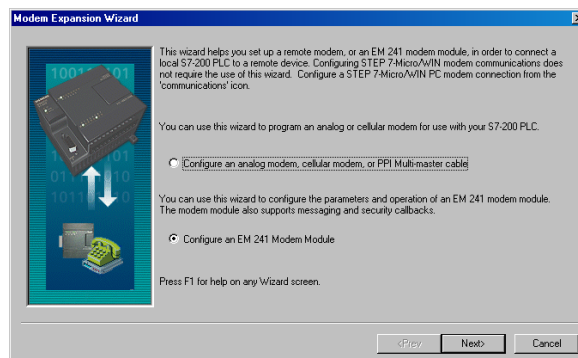 Modem Expansion Wizard
This wizard helps you set up a remote modem, or an EM 241 modem module, in order to connect a
local S7-200 PLC to a remote device. Configuring STEP 7-Micro/WIN modem communications does
not require the use of this wizard. Configure a STEP 7-Micro/WIN PC modem connection from the
'communications' icon.
You can use this wizard to program an analog or cellular modem for use with your S7-200 PLC.
Configure an analog modem, cellular modem, or PPI Multi-master cable
You can use this wizard to configure the parameters and operation of an EM 241 modem module.
The modem module also supports messaging and security callbacks.
Configure an EM 241 Modem Module
Press F1 for help on any Wizard screen.
<Prev Next> Cancel